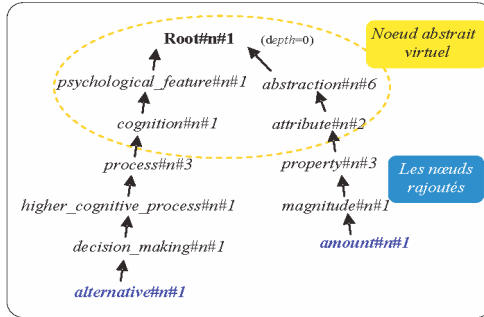 Root#n#1 (depth=0)
Noeud abstrait
virtuel
psychological_feature#n#1 abstraction#n#6
cognition#n#1 attribute#n#2
process#n#3 property#n#3
Les nœuds
rajoutés
higher_cognitive_process#n#1 magnitude#n#1
decision_making#n#1 amount#n#1
alternative#n#1